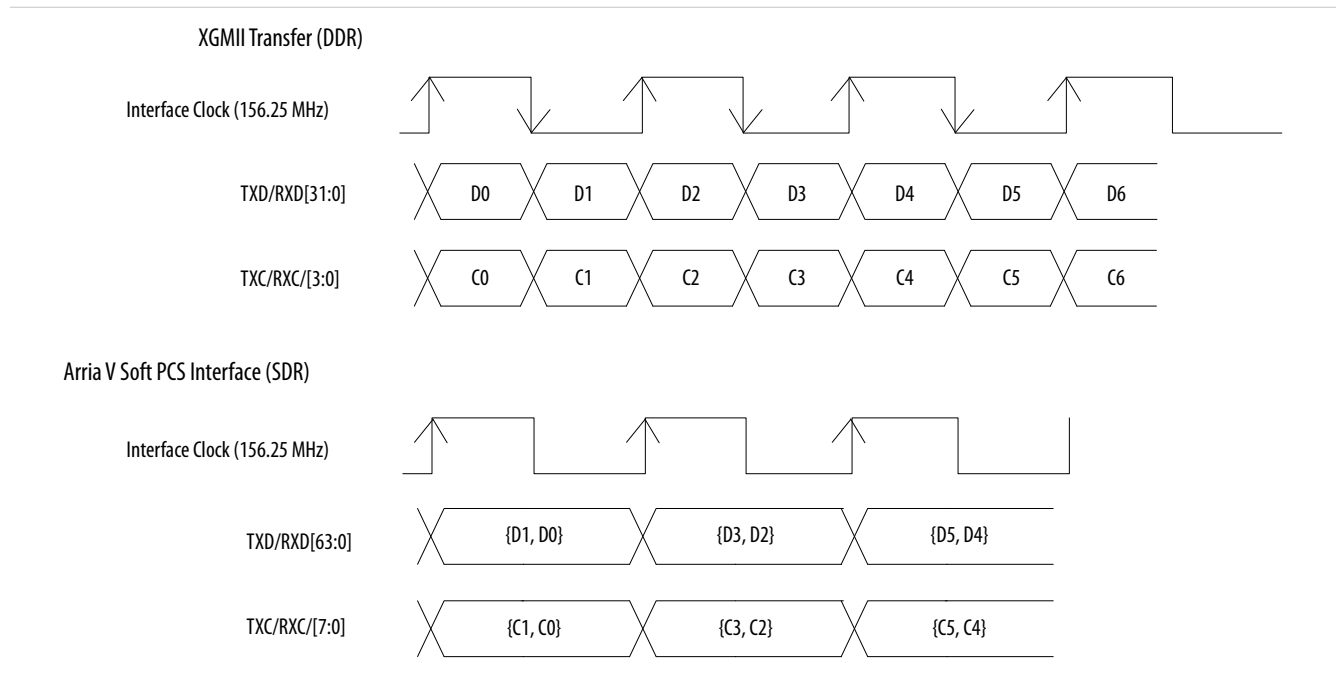 XGMII Transfer (DDR)
Interface Clock (156.25 MHz)
TXD/RXD[31:0] D0 D1 D2 D3 D4 D5 D6
TXC/RXC/[3:0] C0 C1 C2 C3 C4 C5 C6
Arria V Soft PCS Interface (SDR)
Interface Clock (156.25 MHz)
TXD/RXD[63:0] {D1, D0} {D3, D2} {D5, D4}
TXC/RXC/[7:0] {C1, C0} {C3, C2} {C5, C4}